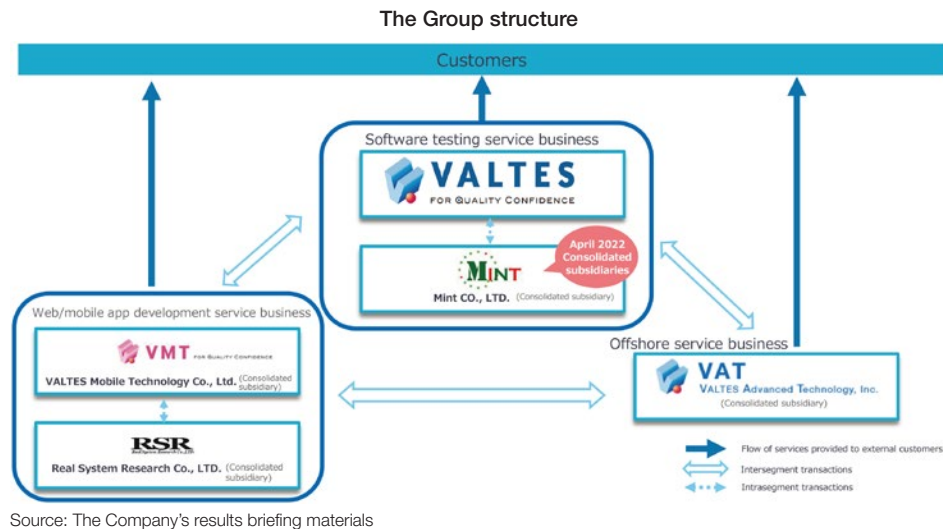 The Group structure
Customers
Software testing service business
VALTES
FOR QUALITY CONFIDENCE
April 2022
Consolidated
subsidiaries
MINT
Mint CO., LTD. (Consolidated subsidiary)
Web/mobile app development service business
VMT FOR QUALITY CONFIDENCE
VALTES Mobile Technology Co., Ltd. (Consolidated
subsidiary)
RSR
Real System Research Co., LTD. (Consolidated
subsidiary)
Offshore service business
VAT
VALTES Advanced Technology, Inc.
(Consolidated subsidiary)
Flow of services provided to external customers
Intersegment transactions
Intrasegment transactions
Source: The Company's results briefing materials